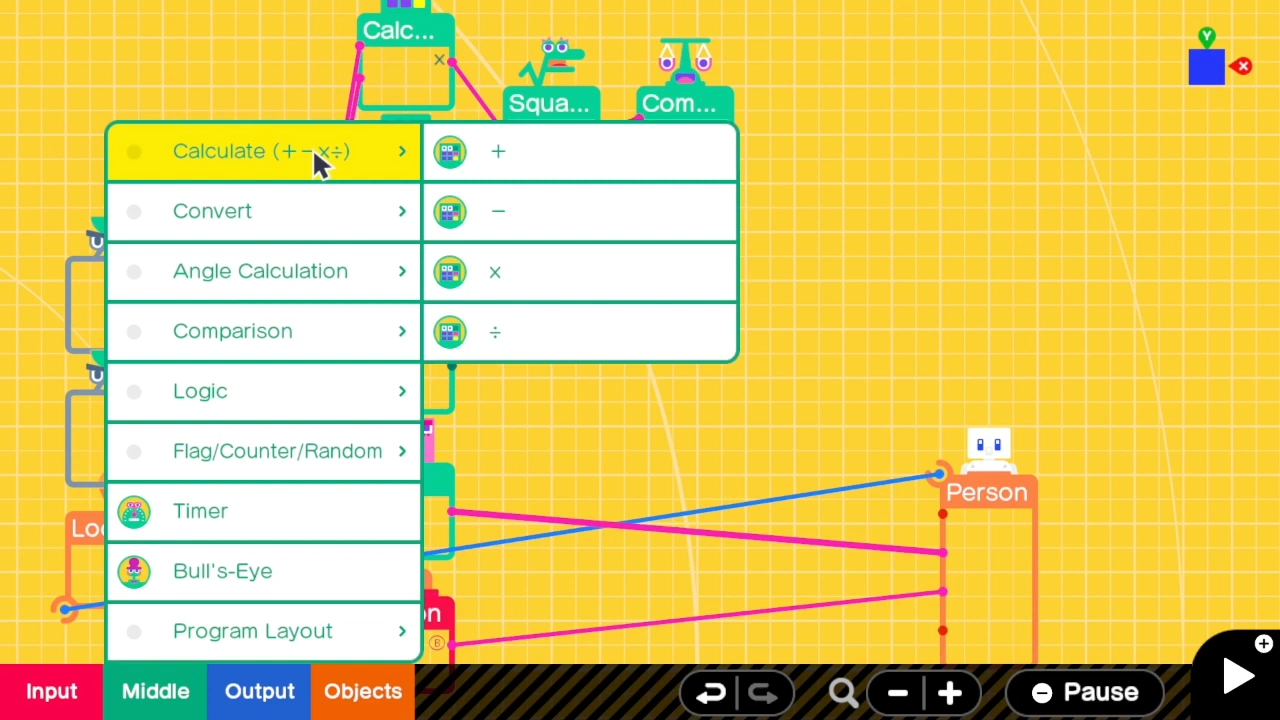 Y
Calc...
×
Squa...
Com...
Calculate (+−×÷) >
+
Convert >
−
Angle Calculation >
×
Comparison >
÷
Logic >
Flag/Counter/Random >
Person
Timer
Bull's-Eye
Program Layout >
B
Input
Middle
Output
Objects
− +
Pause